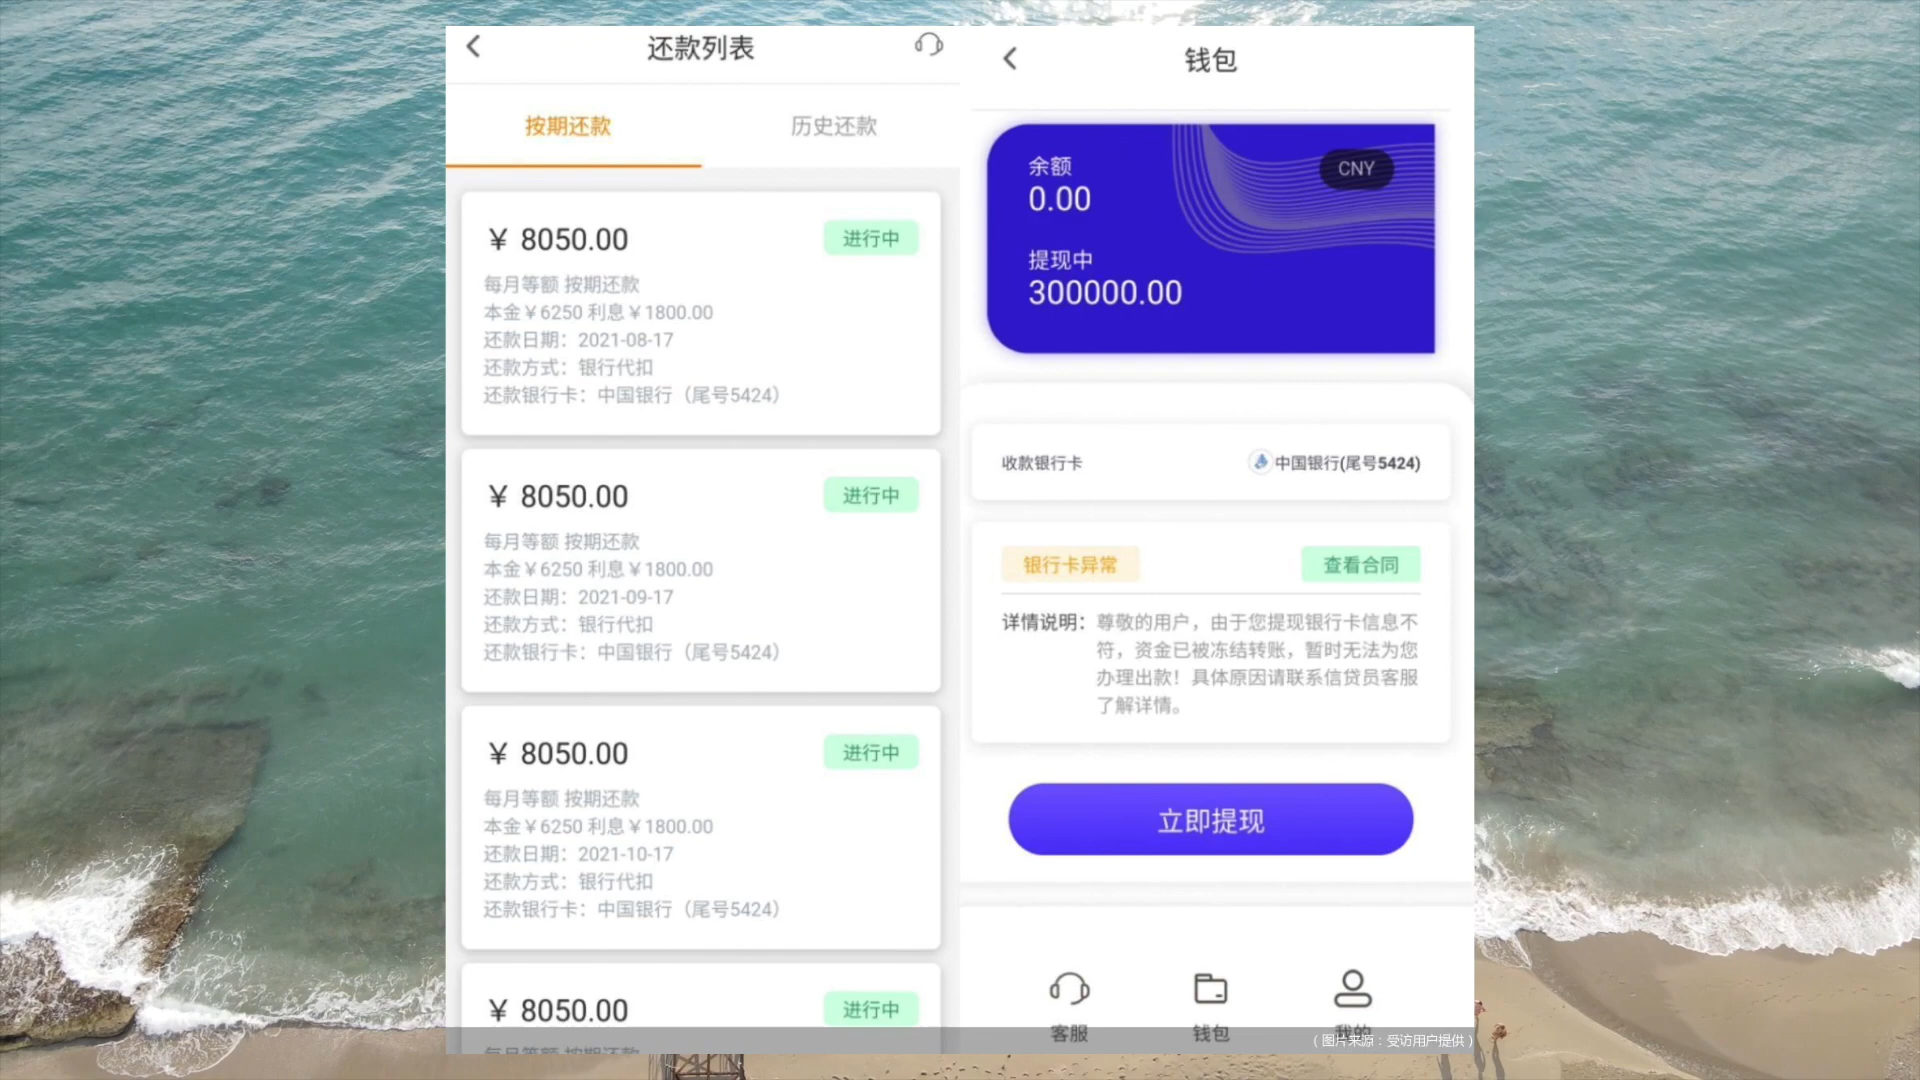 还款列表
按期还款
历史还款
￥ 8050.00
进行中
每月等额 按期还款
本金￥6250 利息￥1800.00
还款日期：2021-08-17
还款方式：银行代扣
还款银行卡：中国银行（尾号5424）
￥ 8050.00
进行中
每月等额 按期还款
本金￥6250 利息￥1800.00
还款日期：2021-09-17
还款方式：银行代扣
还款银行卡：中国银行（尾号5424）
￥ 8050.00
进行中
每月等额 按期还款
本金￥6250 利息￥1800.00
还款日期：2021-10-17
还款方式：银行代扣
还款银行卡：中国银行（尾号5424）
￥ 8050.00
进行中
每月等额 按期还款
钱包
余额
CNY
0.00
提现中
300000.00
收款银行卡
中国银行(尾号5424)
银行卡异常
查看合同
详情说明：尊敬的用户，由于您提现银行卡信息不
符，资金已被冻结转账，暂时无法为您
办理出款！具体原因请联系信贷员客服
了解详情。
立即提现
客服
钱包
我的
（图片来源：受访用户提供）